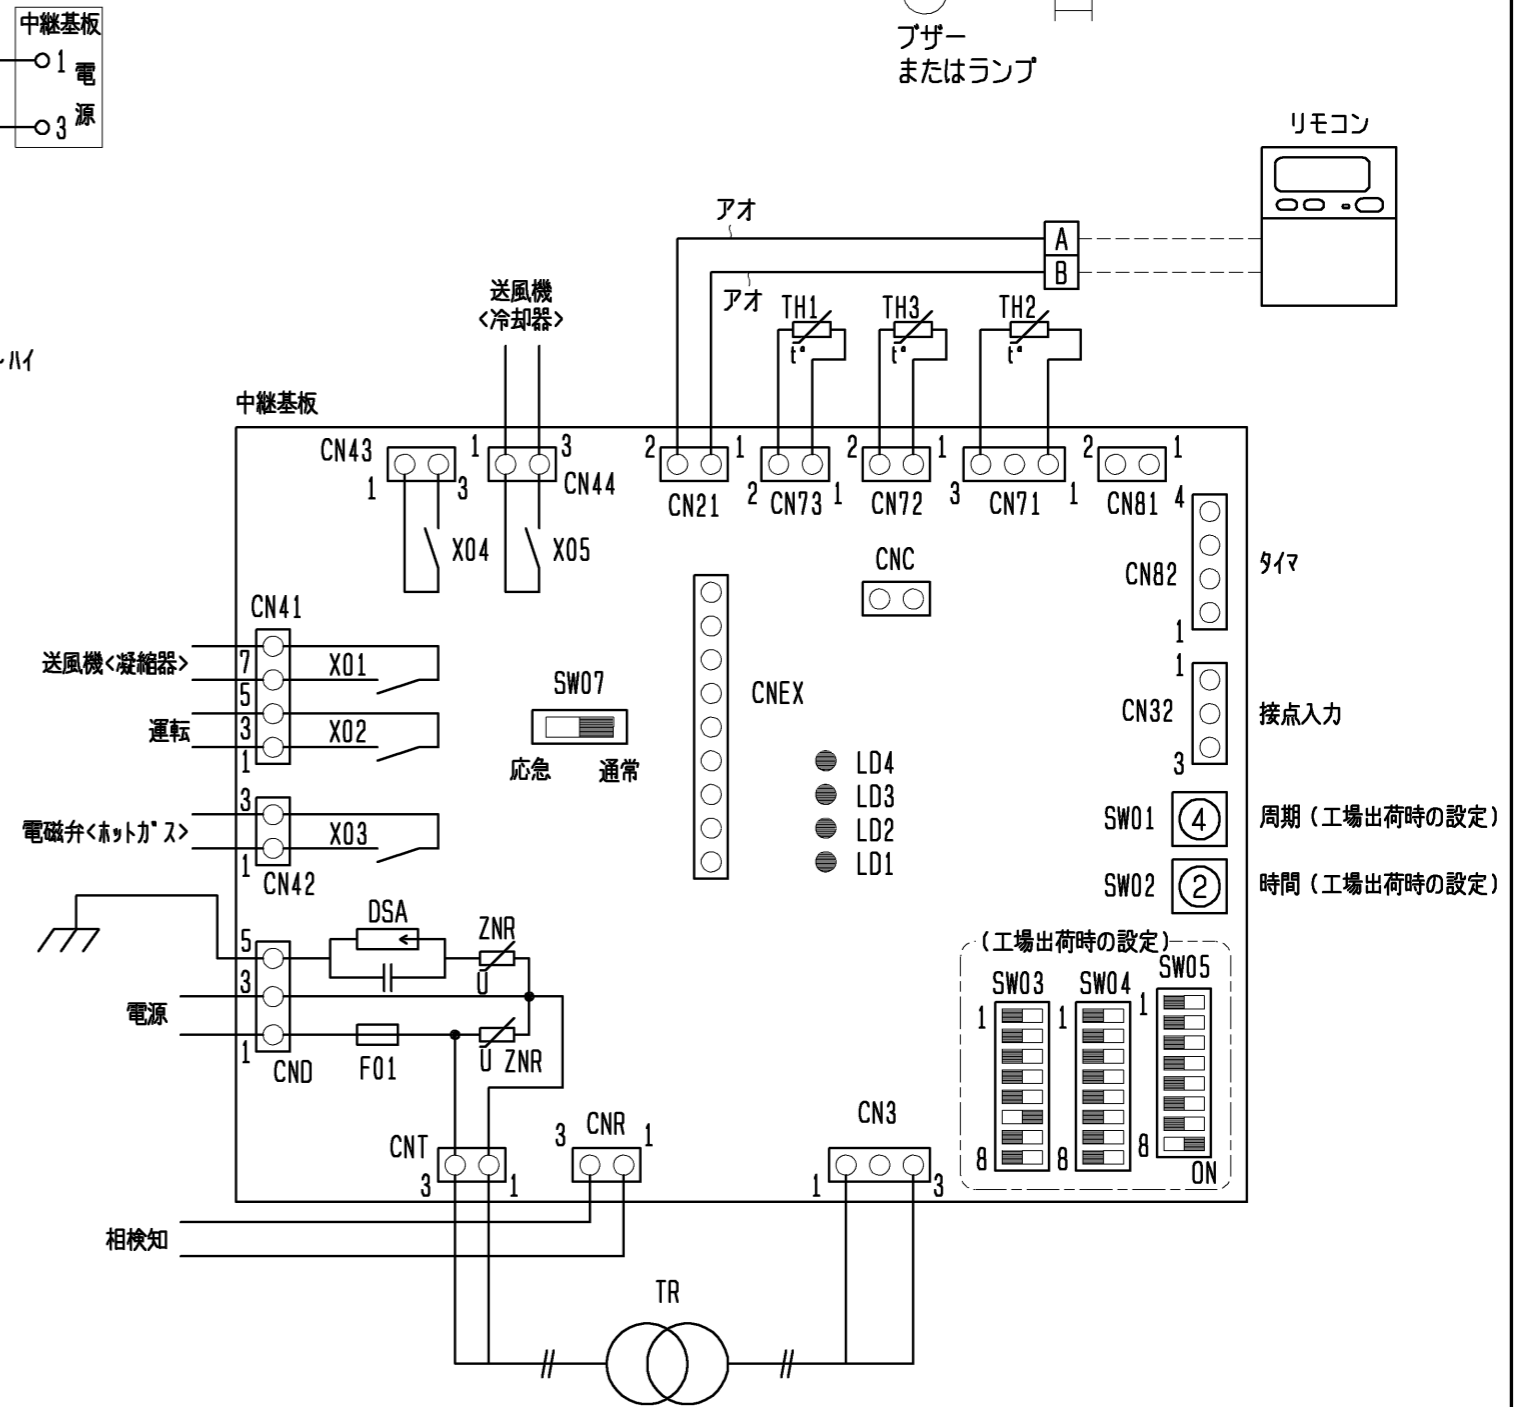 中継基板
1 電
3 源
ブザー
またはランプ
リモコン
アオ
A
B
アオ
送風機
<冷却器>
TH1
TH3
TH2
t°
t°
t°
ハイ
中継基板
CN43
1
3
1
3
CN44
2
1
CN21
2
CN73
1
2
1
CN72
3
CN71
1
2
1
CN81
X04
X05
CNC
4
CN82
1
タイマ
CN41
送風機<凝縮器>
7
X01
5
運転
3
X02
1
SW07
応急
通常
CNEX
1
CN32
3
接点入力
LD4
LD3
LD2
LD1
3
電磁弁<ホットガス>
X03
1
CN42
SW01
4
周期(工場出荷時の設定)
SW02
2
時間(工場出荷時の設定)
DSA
ZNR
U
5
3
電源
1
CND
F01
U ZNR
(工場出荷時の設定)
SW03
SW04
SW05
1
1
1
8
8
8
ON
CNT
3
1
3
CNR
1
CN3
1
3
相検知
TR